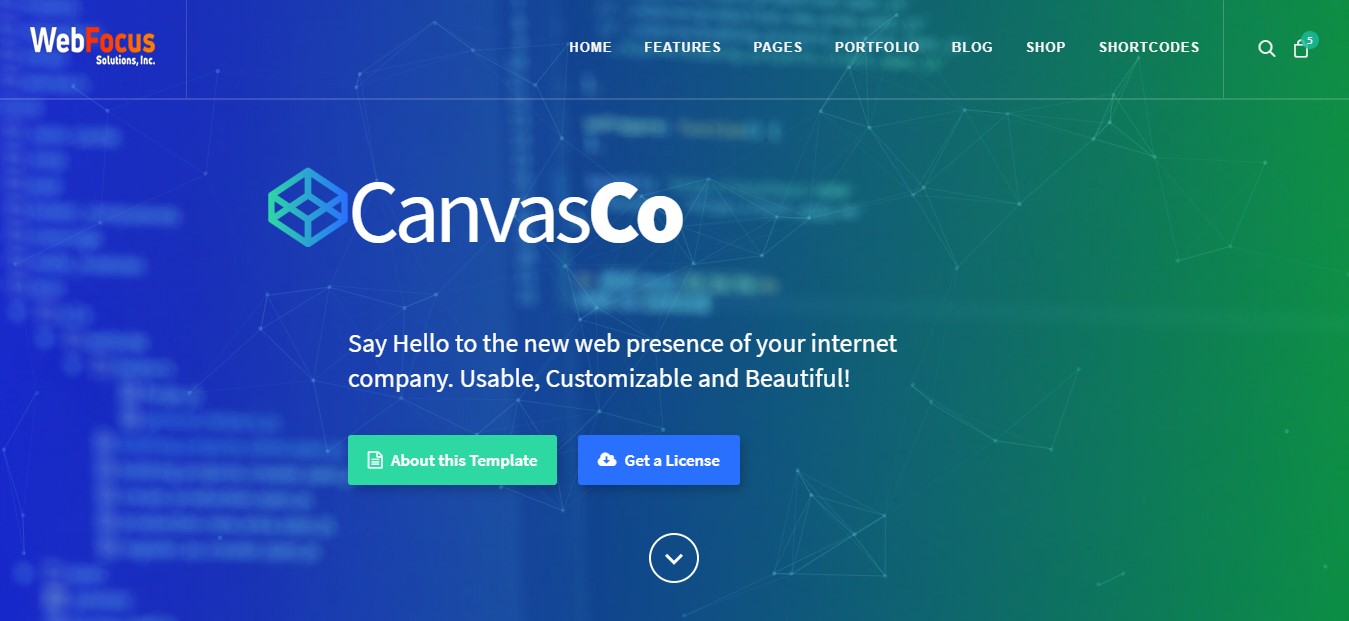 WebFocus
Solutions, Inc.
HOME FEATURES PAGES PORTFOLIO BLOG SHOP SHORTCODES
5
CanvasCo
Say Hello to the new web presence of your internet
company. Usable, Customizable and Beautiful!
About this Template Get a License